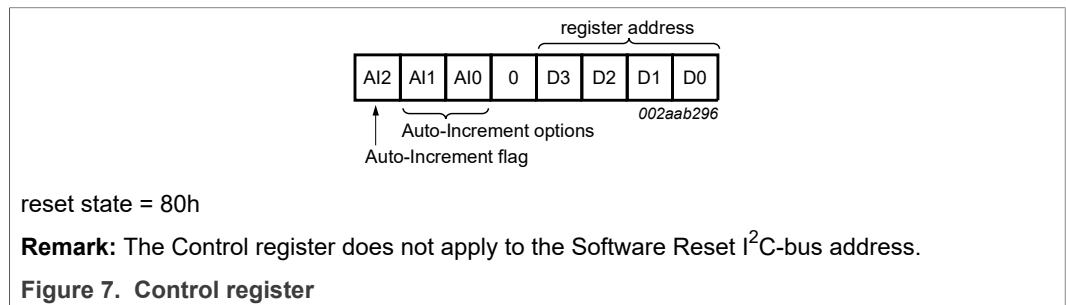 register address
AI2 AI1 AI0 0 D3 D2 D1 D0
002aab296
Auto-Increment options
Auto-Increment flag
reset state = 80h
Remark: The Control register does not apply to the Software Reset I²C-bus address.
Figure 7. Control register